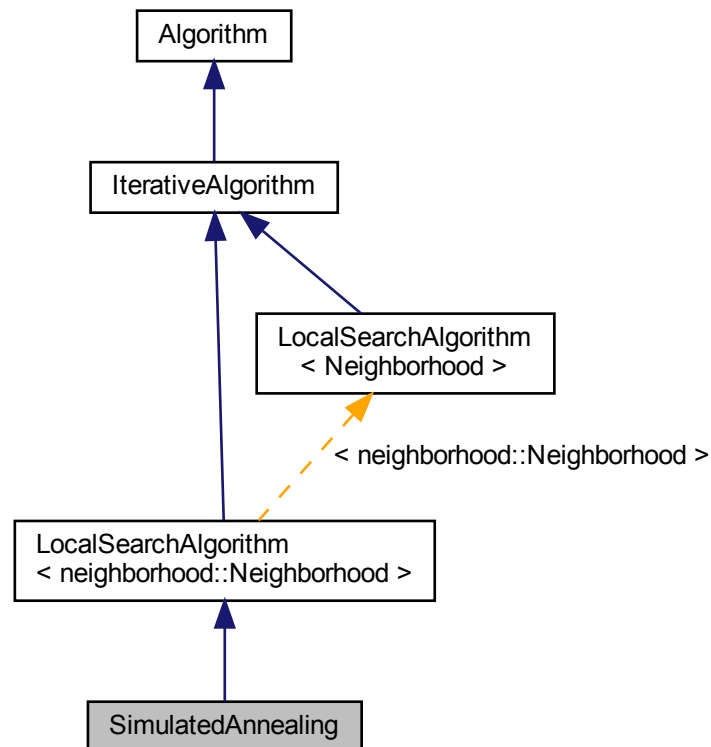 Algorithm
IterativeAlgorithm
LocalSearchAlgorithm
< Neighborhood >
< neighborhood::Neighborhood >
LocalSearchAlgorithm
< neighborhood::Neighborhood >
SimulatedAnnealing